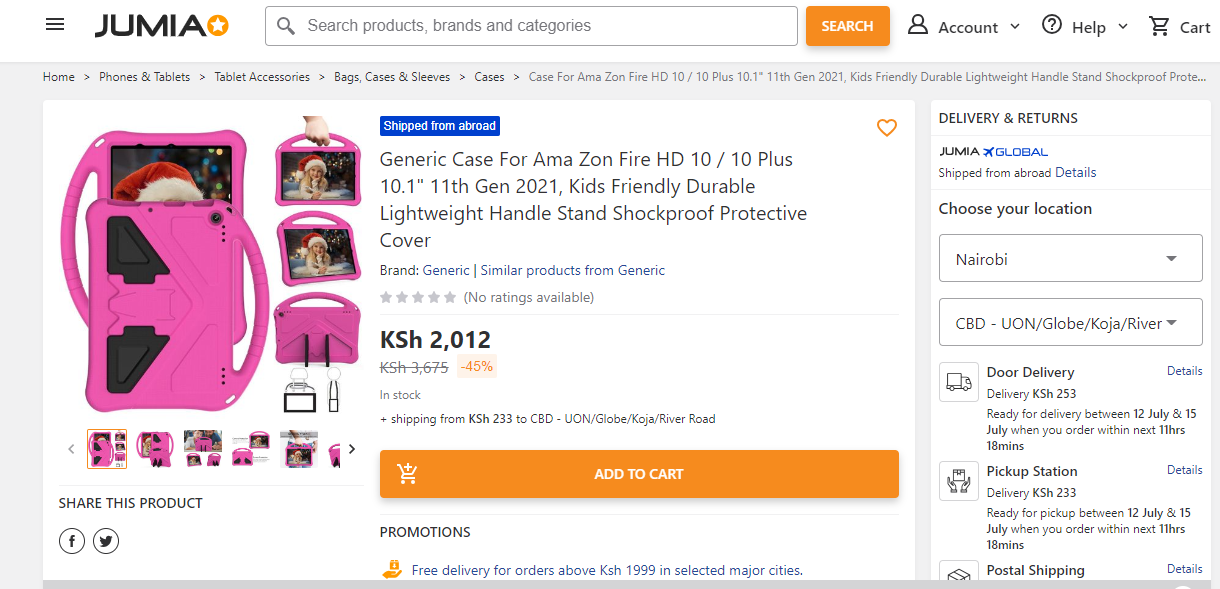 JUMIA
Search products, brands and categories
SEARCH
Account
Help
Cart
Home > Phones & Tablets > Tablet Accessories > Bags, Cases & Sleeves > Cases > Case For Ama Zon Fire HD 10 / 10 Plus 10.1" 11th Gen 2021, Kids Friendly Durable Lightweight Handle Stand Shockproof Prote...
Shipped from abroad
Generic Case For Ama Zon Fire HD 10 / 10 Plus
10.1" 11th Gen 2021, Kids Friendly Durable
Lightweight Handle Stand Shockproof Protective
Cover
Brand: Generic | Similar products from Generic
(No ratings available)
KSh 2,012
KSh 3,675 -45%
In stock
+ shipping from KSh 233 to CBD - UON/Globe/Koja/River Road
ADD TO CART
PROMOTIONS
Free delivery for orders above Ksh 1999 in selected major cities.
SHARE THIS PRODUCT
DELIVERY & RETURNS
JUMIA GLOBAL
Shipped from abroad Details
Choose your location
Nairobi
CBD - UON/Globe/Koja/River
Door Delivery
Details
Delivery KSh 253
Ready for delivery between 12 July & 15
July when you order within next 11hrs
18mins
Pickup Station
Details
Delivery KSh 233
Ready for pickup between 12 July & 15
July when you order within next 11hrs
18mins
Postal Shipping
Details